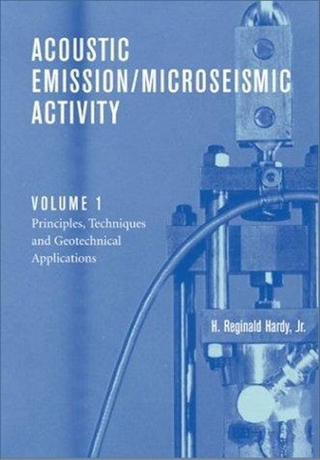 ACOUSTIC
EMISSION/MICROSEISMIC
ACTIVITY
VOLUME 1
Principles, Techniques
and Geotechnical
Applications
H. Reginald Hardy, Jr.